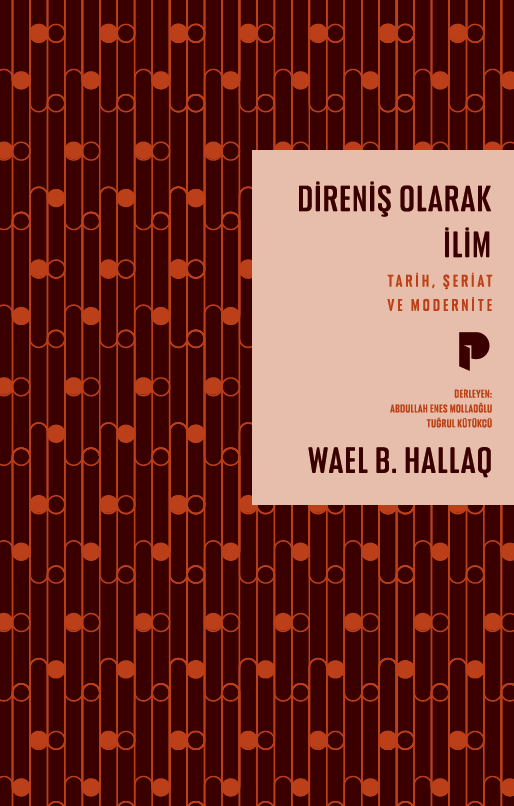 DİRENİŞ OLARAK
İLİM
TARİH, ŞERİAT
VE MODERNİTE
DERLEYEN:
ABDULLAH ENES MOLLAOĞLU
TUĞRUL KÜTÜKCÜ
WAEL B. HALLAQ